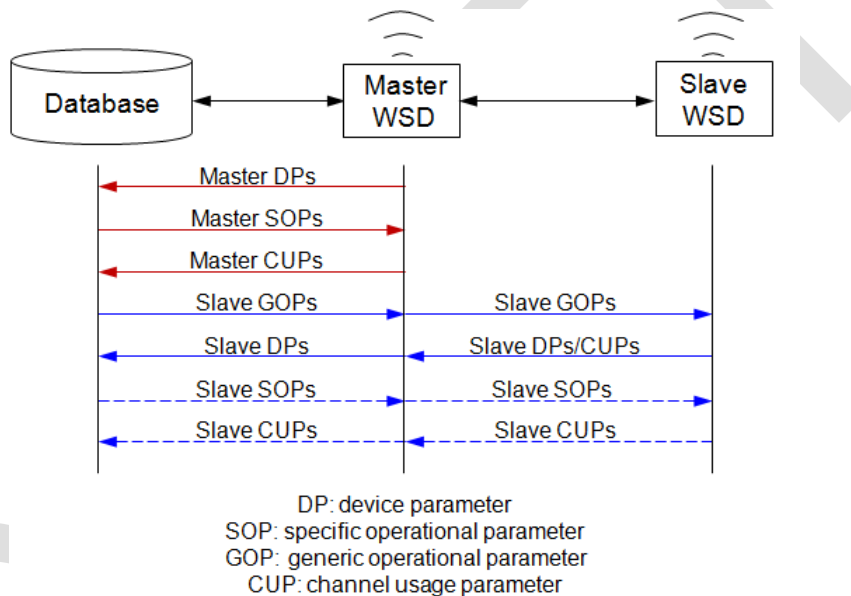 Database
Master
WSD
Slave
WSD
Master DPs
Master SOPs
Master CUPs
Slave GOPs Slave GOPs
Slave DPs Slave DPs/CUPs
Slave SOPs Slave SOPs
Slave CUPs Slave CUPs
DP: device parameter
SOP: specific operational parameter
GOP: generic operational parameter
CUP: channel usage parameter